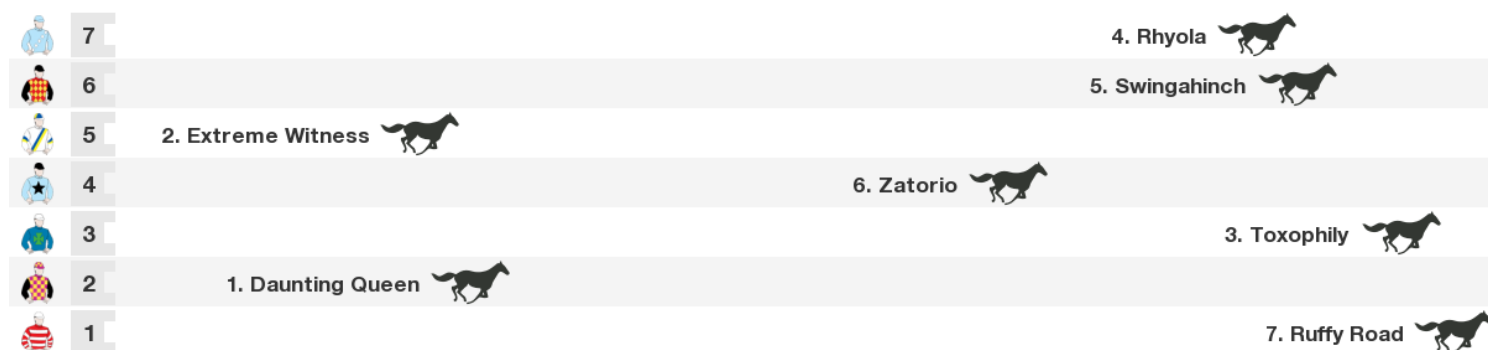 7 4. Rhyola
6 5. Swingahinch
5 2. Extreme Witness
4 6. Zatorio
3 3. Toxophily
2 1. Daunting Queen
1 7. Ruffy Road